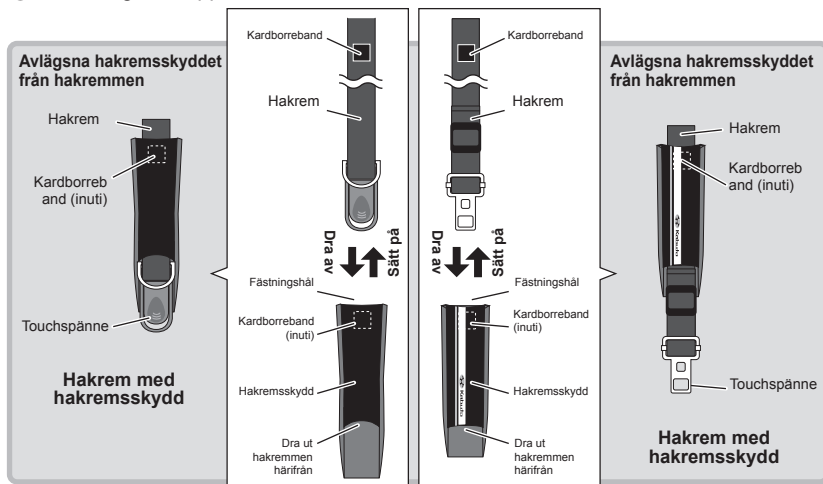 Avlägsna hakremsskyddet
från hakremmen
Hakrem
Kardborreb
and (inuti)
Touchspänne
Hakrem med
hakremsskydd
Kardborreband
Hakrem
Dra av
Sätt på
Fästningshål
Kardborreband
(inuti)
Hakremsskydd
Dra ut
hakremmen
härifrån
Kardborreband
Hakrem
Dra av
Sätt på
Fästningshål
Kardborreband
(inuti)
Hakremsskydd
Kabuto
Dra ut
hakremmen
härifrån
Avlägsna hakremsskyddet
från hakremmen
Hakrem
Kardborreb
and (inuti)
Kabuto
Touchspänne
Hakrem med
hakremsskydd